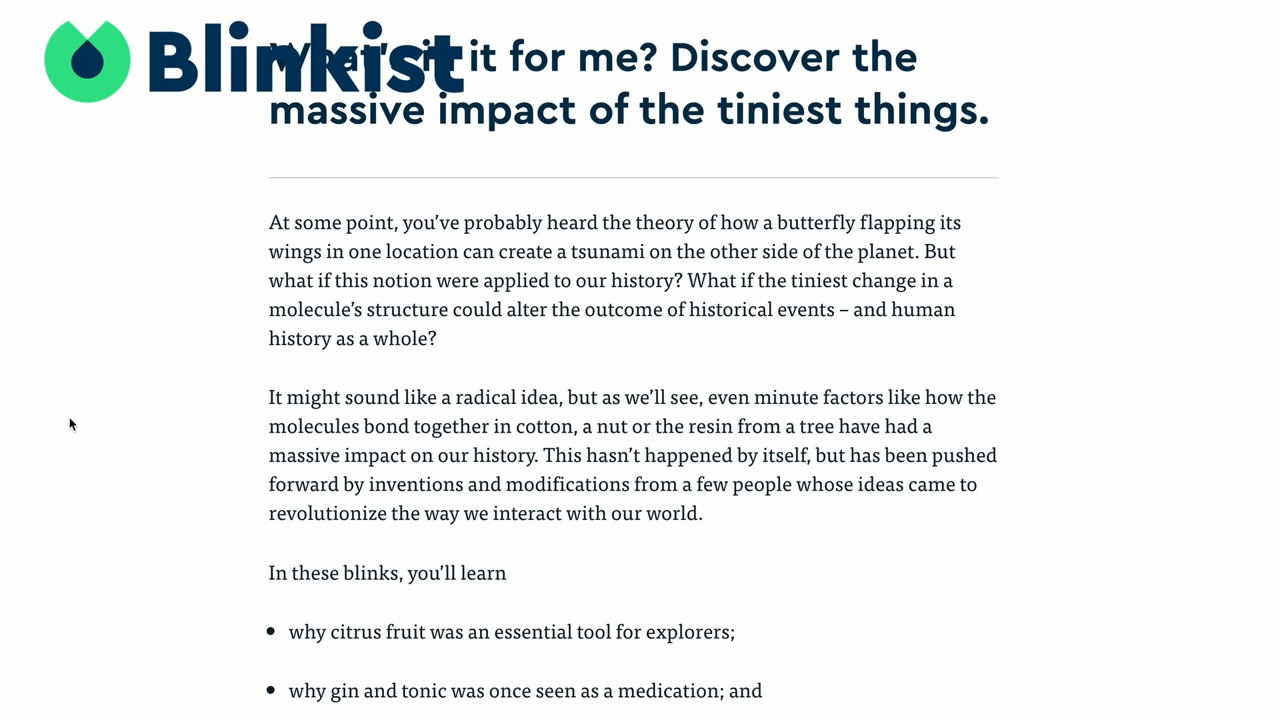 Blinkist
What's in it for me? Discover the
massive impact of the tiniest things.
At some point, you’ve probably heard the theory of how a butterfly flapping its
wings in one location can create a tsunami on the other side of the planet. But
what if this notion were applied to our history? What if the tiniest change in a
molecule’s structure could alter the outcome of historical events – and human
history as a whole?
It might sound like a radical idea, but as we’ll see, even minute factors like how the
molecules bond together in cotton, a nut or the resin from a tree have had a
massive impact on our history. This hasn’t happened by itself, but has been pushed
forward by inventions and modifications from a few people whose ideas came to
revolutionize the way we interact with our world.
In these blinks, you’ll learn
• why citrus fruit was an essential tool for explorers;
• why gin and tonic was once seen as a medication; and